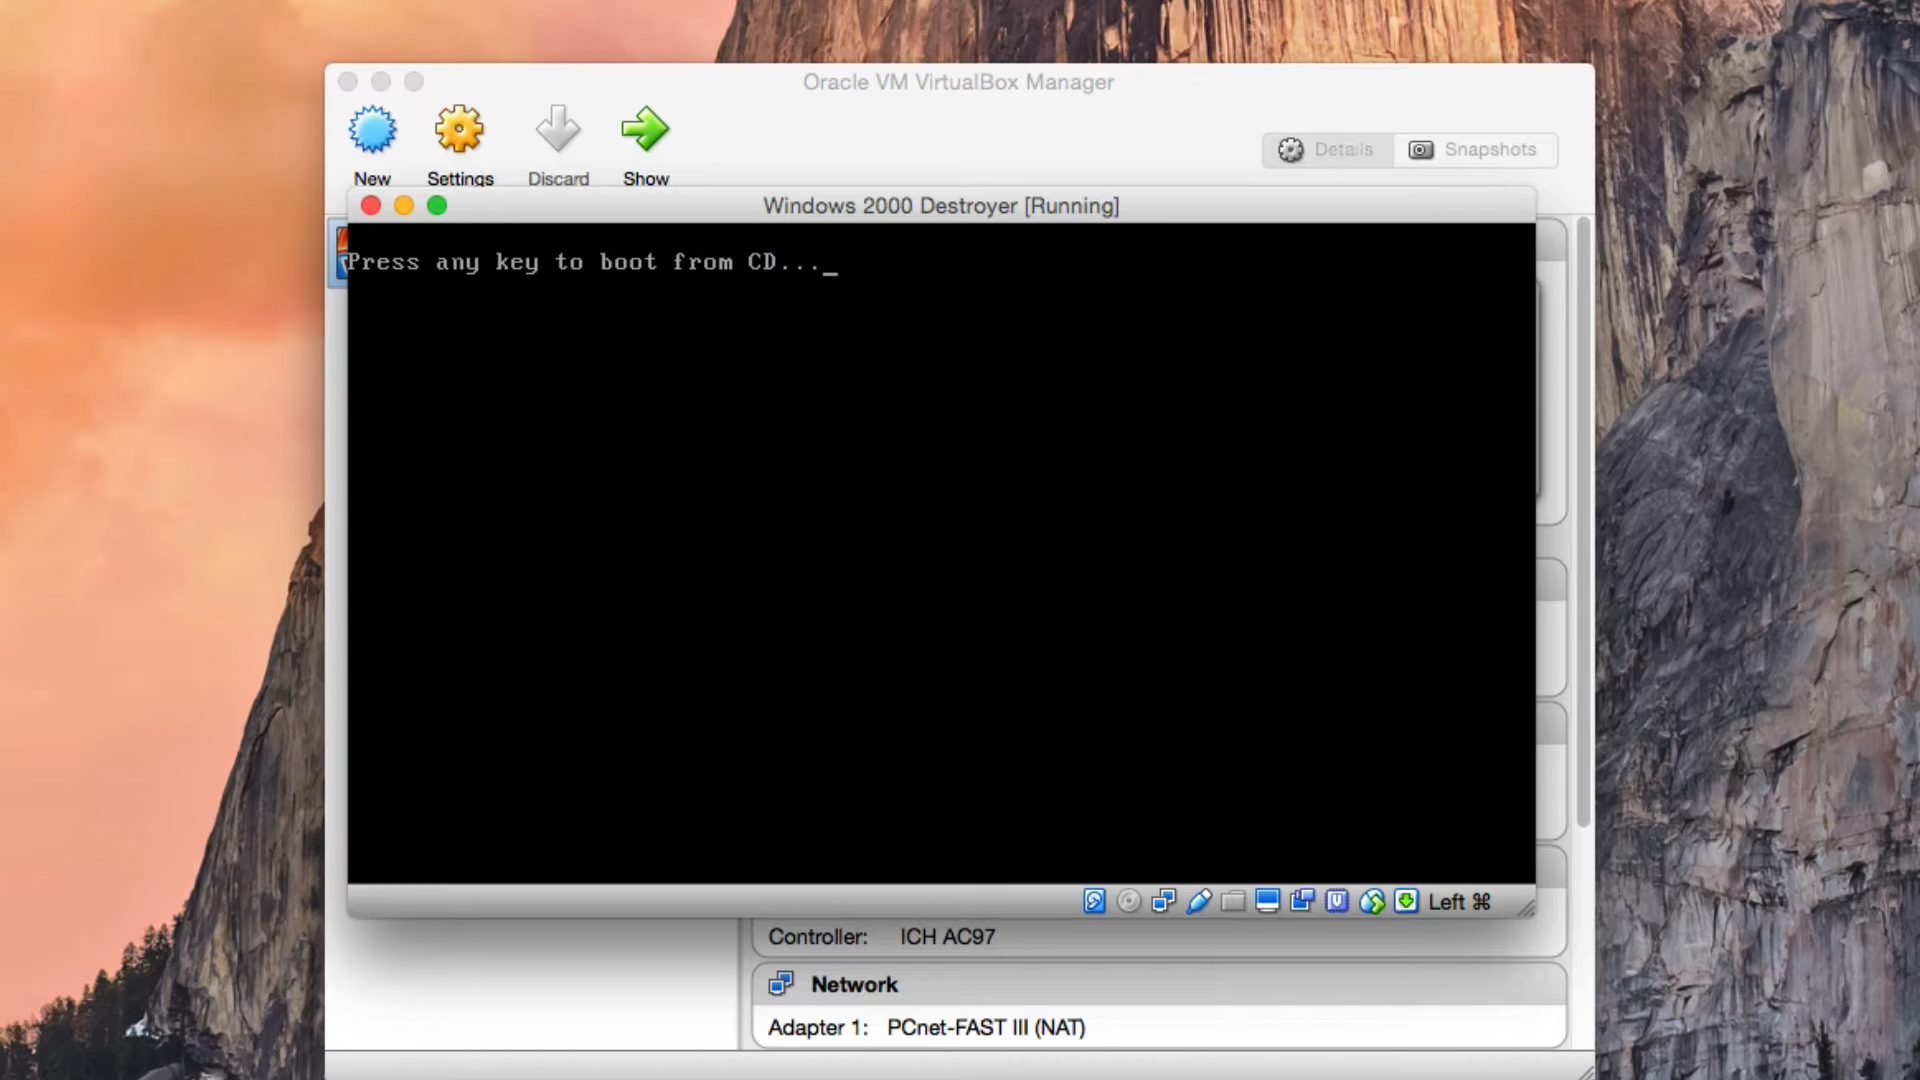 Oracle VM VirtualBox Manager
New
Settings
Discard
Show
Details
Snapshots
Windows 2000 Destroyer [Running]
Press any key to boot from CD..._
Left ⌘
Controller: ICH AC97
Network
Adapter 1: PCnet-FAST III (NAT)